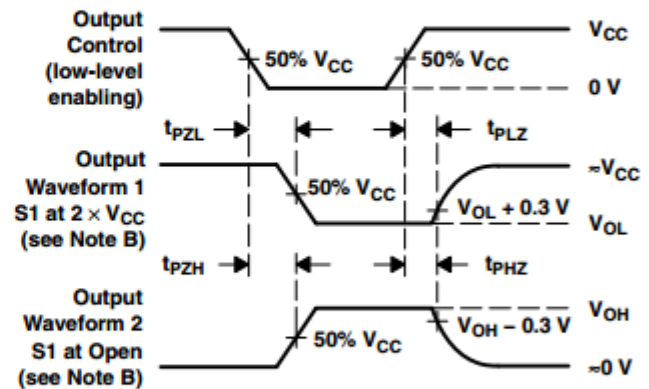 Output
Control
(low-level
enabling)
50% VCC
50% VCC
VCC
0 V
tPZL
tPLZ
Output
Waveform 1
S1 at 2 × VCC
(see Note B)
50% VCC
≈VCC
VOL + 0.3 V
VOL
tPZH
tPHZ
Output
Waveform 2
S1 at Open
(see Note B)
50% VCC
VOH
VOH − 0.3 V
≈0 V